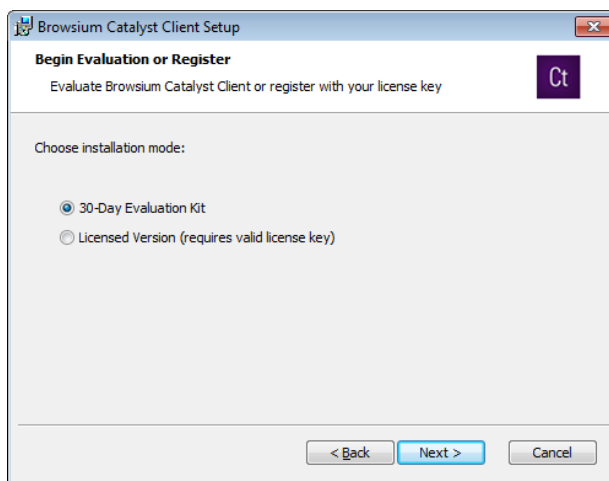 Browsium Catalyst Client Setup
Begin Evaluation or Register
Evaluate Browsium Catalyst Client or register with your license key
Ct
Choose installation mode:
30-Day Evaluation Kit
Licensed Version (requires valid license key)
< Back
Next >
Cancel